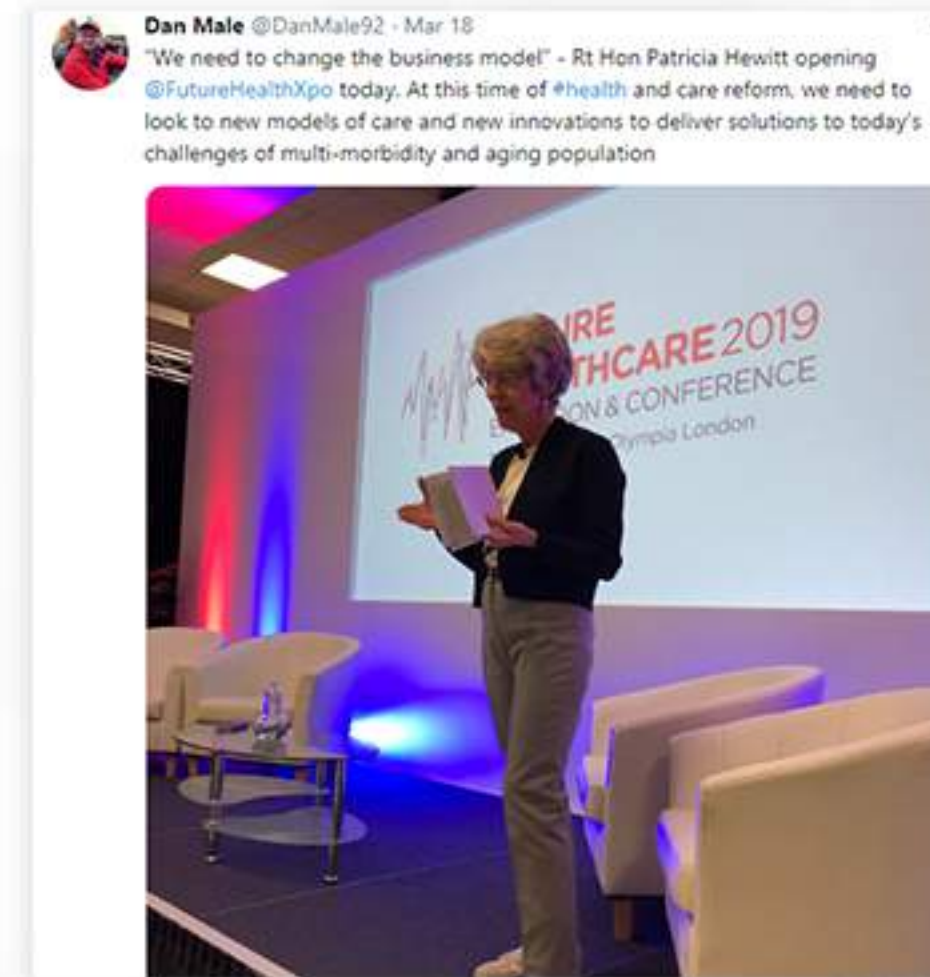 Dan Male @DanMale92 · Mar 18
"We need to change the business model" - Rt Hon Patricia Hewitt opening
@FutureHealthXpo today. At this time of #health and care reform, we need to
look to new models of care and new innovations to deliver solutions to today's
challenges of multi-morbidity and aging population
URE
THCARE 2019
ON & CONFERENCE
Olympia London